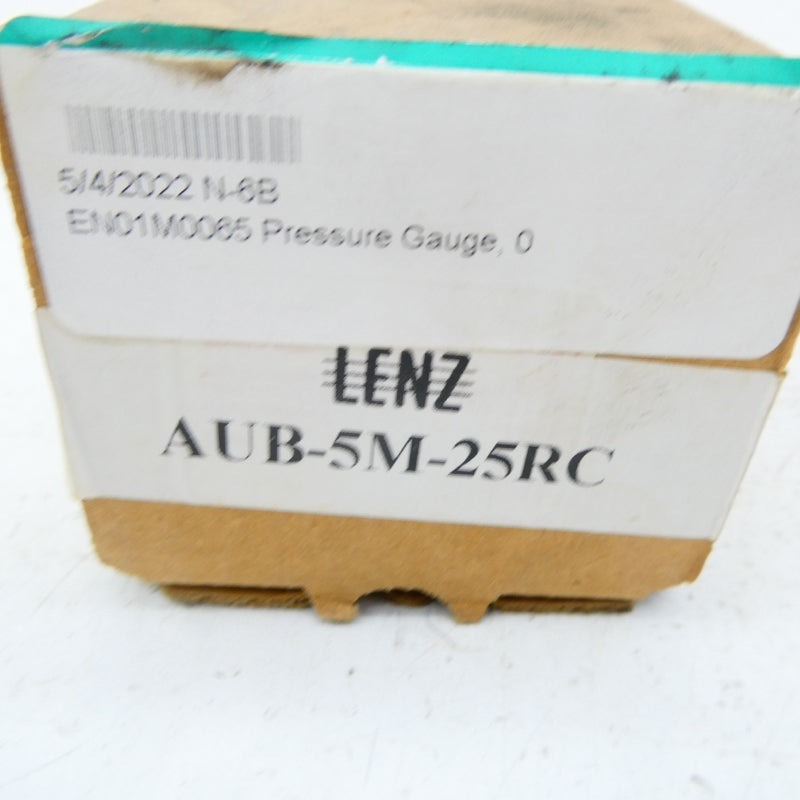 5/4/2022 N-6B
EN01M0065 Pressure Gauge, 0
LENZ
AUB-5M-25RC